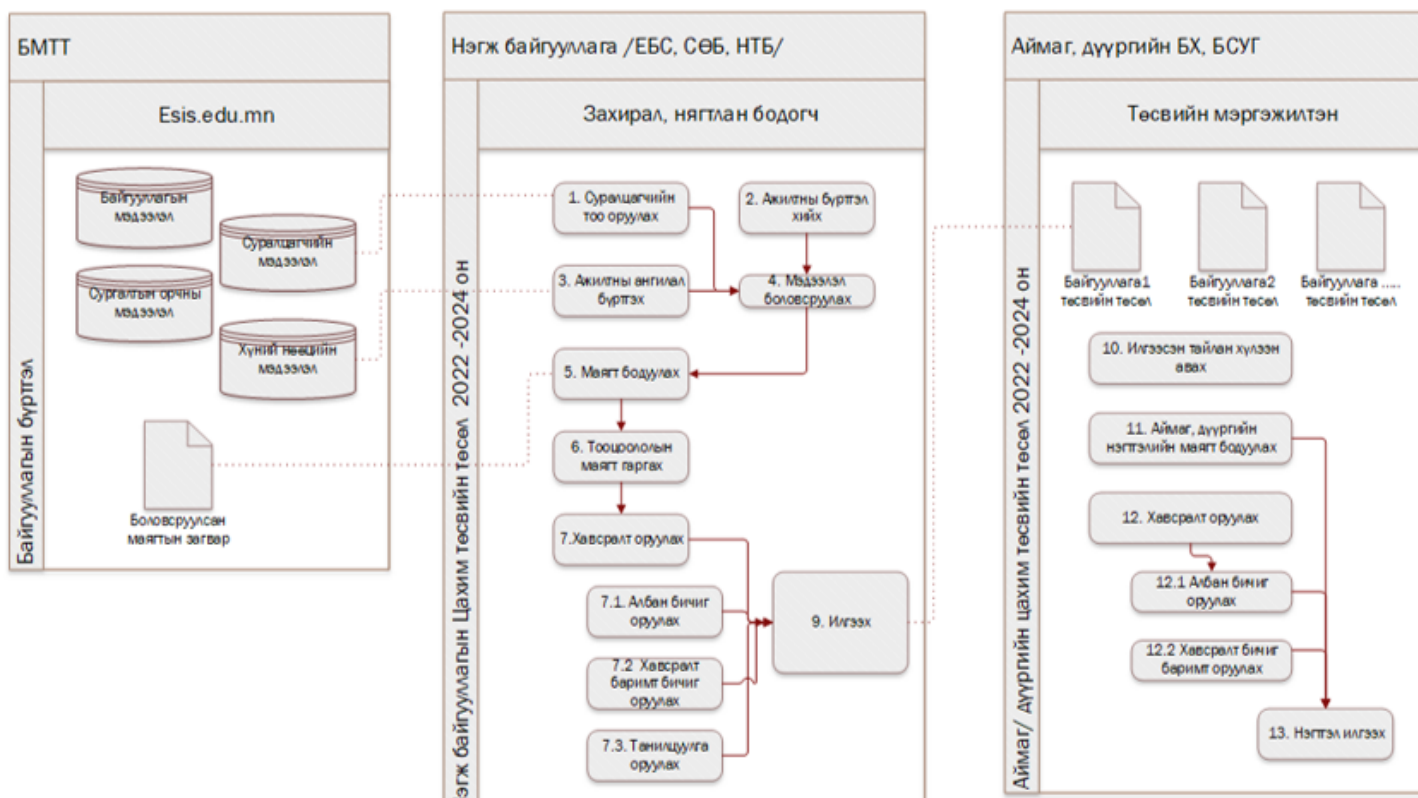 БМТТ
Байгууллагын бүртгэл
Esis.edu.mn
Байгууллагын
мэдээлэл
Суралцагчийн
мэдээлэл
Сургалтын орчны
мэдээлэл
Хүний нөөцийн
мэдээлэл
Боловсруулсан
маягтын загвар
Нэгж байгууллага /ЕБС, СӨБ, НТБ/
эгж байгууллагын Цахим төсвийн төсөл 2022 -2024 он
Захирал, нягтлан бодогч
1. Суралцагчийн
тоо оруулах
2. Ажилтны бүртгэл
хийх
3. Ажилтны ангилал
бүртгэх
4. Мэдээлэл
боловсруулах
5. Маягт бодуулах
6. Тооцоололын
маягт гаргах
7.Хавсралт оруулах
7.1. Албан бичиг
оруулах
7.2 Хавсралт
баримт бичиг
оруулах
7.3. Танилцуулга
оруулах
9. Илгээх
Аймаг, дүүргийн БХ, БСУГ
Аймаг/ дүүргийн цахим төсвийн төсөл 2022 -2024 он
Төсвийн мэргэжилтэн
Байгууллага1
төсвийн төсөл
Байгууллага2
төсвийн төсөл
Байгууллага .....
төсвийн төсөл
10. Илгээсэн тайлан хүлээн
авах
11. Аймаг, дүүргийн
нэгтгэлийн маягт бодуулах
12. Хавсралт оруулах
12.1 Албан бичиг
оруулах
12.2 Хавсралт бичиг
баримт оруулах
13. Нэгтгэл илгээх